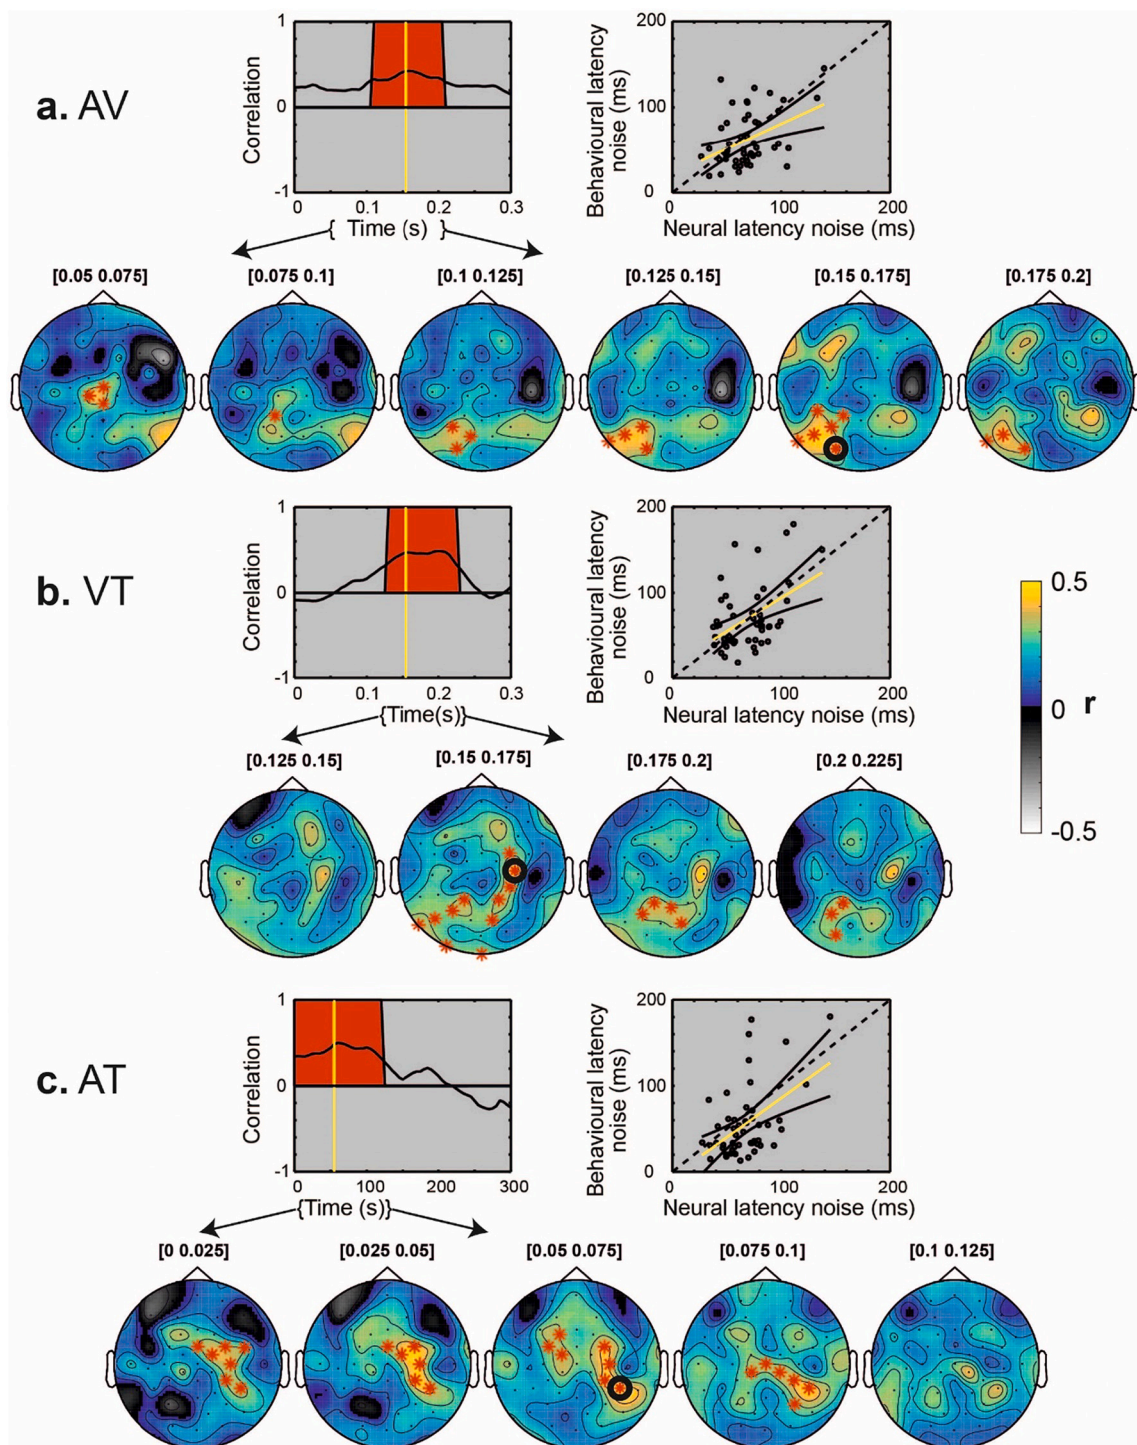 a. AV
Correlation
1
0
-1
0 0.1 0.2 0.3
{ Time (s) }
Behavioural latency
noise (ms)
200
100
0
0 100 200
Neural latency noise (ms)
[0.05 0.075] [0.075 0.1] [0.1 0.125] [0.125 0.15] [0.15 0.175] [0.175 0.2]
b. VT
Correlation
1
0
-1
0 0.1 0.2 0.3
{Time(s)}
Behavioural latency
noise (ms)
200
100
0
0 100 200
Neural latency noise (ms)
0.5
0 r
-0.5
[0.125 0.15] [0.15 0.175] [0.175 0.2] [0.2 0.225]
c. AT
Correlation
1
0
-1
0 100 200 300
{Time (s)}
Behavioural latency
noise (ms)
200
100
0
0 100 200
Neural latency noise (ms)
[0 0.025] [0.025 0.05] [0.05 0.075] [0.075 0.1] [0.1 0.125]